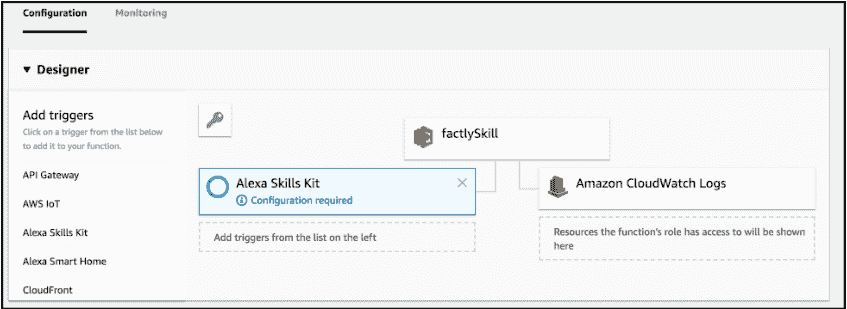 Configuration
Monitoring
Designer
Add triggers
Click on a trigger from the list below
to add it to your function.
API Gateway
AWS IoT
Alexa Skills Kit
Alexa Smart Home
CloudFront
factlySkill
Alexa Skills Kit
Configuration required
Add triggers from the list on the left
Amazon CloudWatch Logs
Resources the function's role has access to will be shown
here